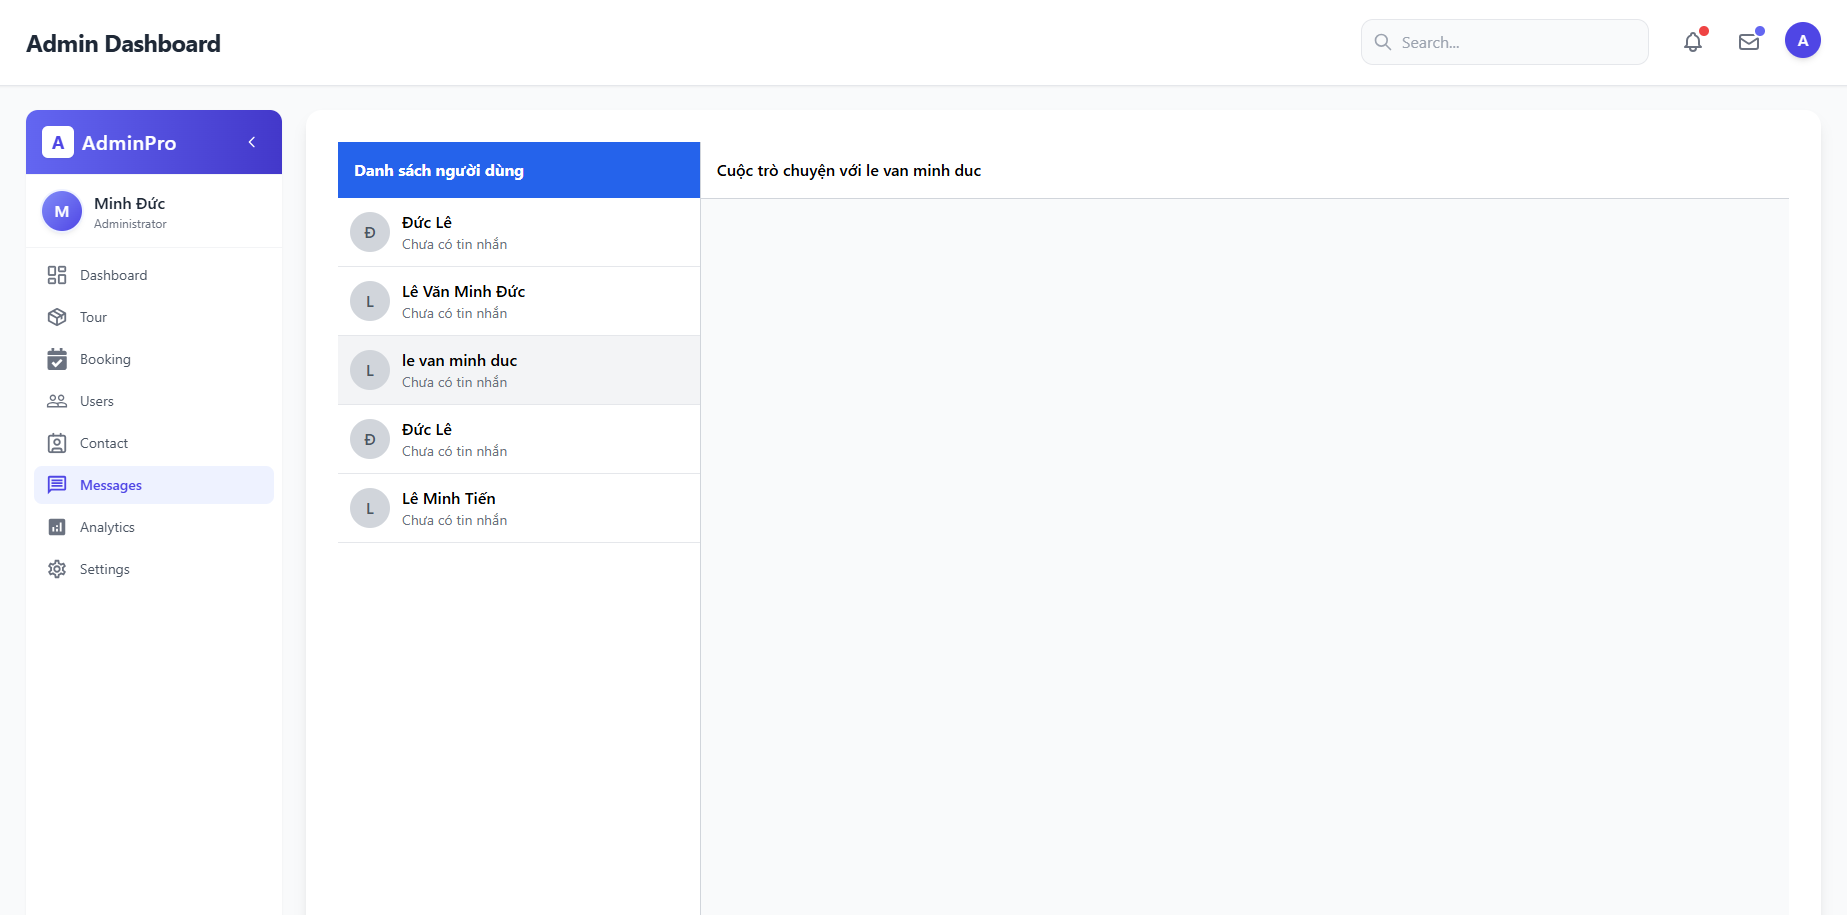 Admin Dashboard
Search...
A
A AdminPro
M
Minh Đức
Administrator
Dashboard
Tour
Booking
Users
Contact
Messages
Analytics
Settings
Danh sách người dùng
Đ
Đức Lê
Chưa có tin nhắn
L
Lê Văn Minh Đức
Chưa có tin nhắn
L
le van minh duc
Chưa có tin nhắn
Đ
Đức Lê
Chưa có tin nhắn
L
Lê Minh Tiến
Chưa có tin nhắn
Cuộc trò chuyện với le van minh duc